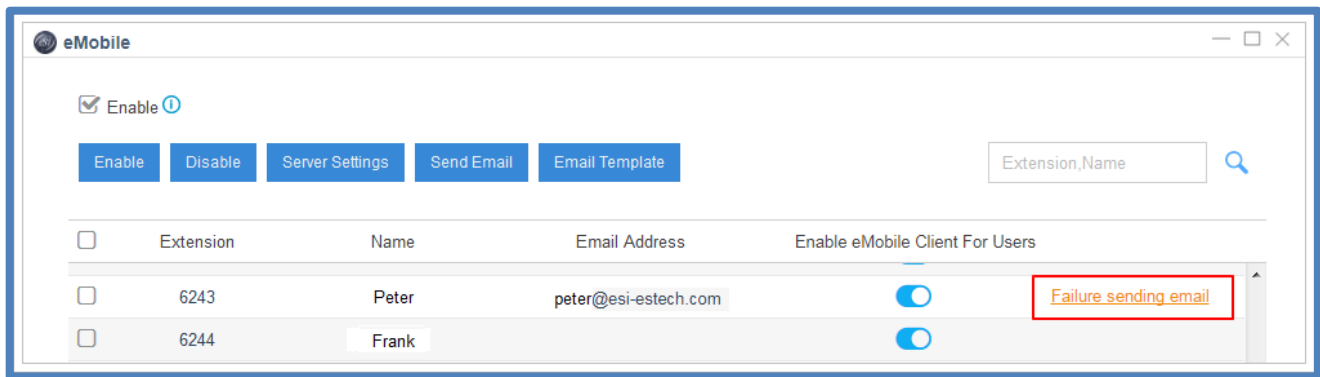 eMobile
Enable
Enable Disable Server Settings Send Email Email Template Extension,Name
Extension Name Email Address Enable eMobile Client For Users
6243 Peter peter@esi-estech.com Failure sending email
6244 Frank